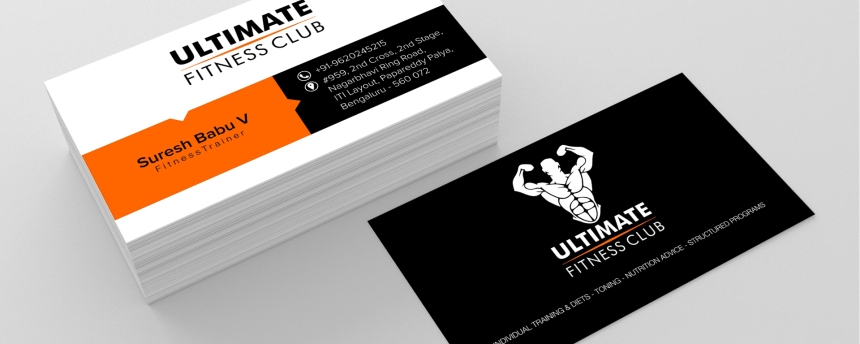 ULTIMATE
FITNESS CLUB
+91-9620245215
#959, 2nd Cross, 2nd Stage,
Nagarbhavi Ring Road,
ITI Layout, Papareddy Palya,
Bengaluru - 560 072
Suresh Babu V
FitnessTrainer
ULTIMATE
FITNESS CLUB
INDIVIDUAL TRAINING & DIETS - TONING - NUTRITION ADVICE - STRUCTURED PROGRAMS